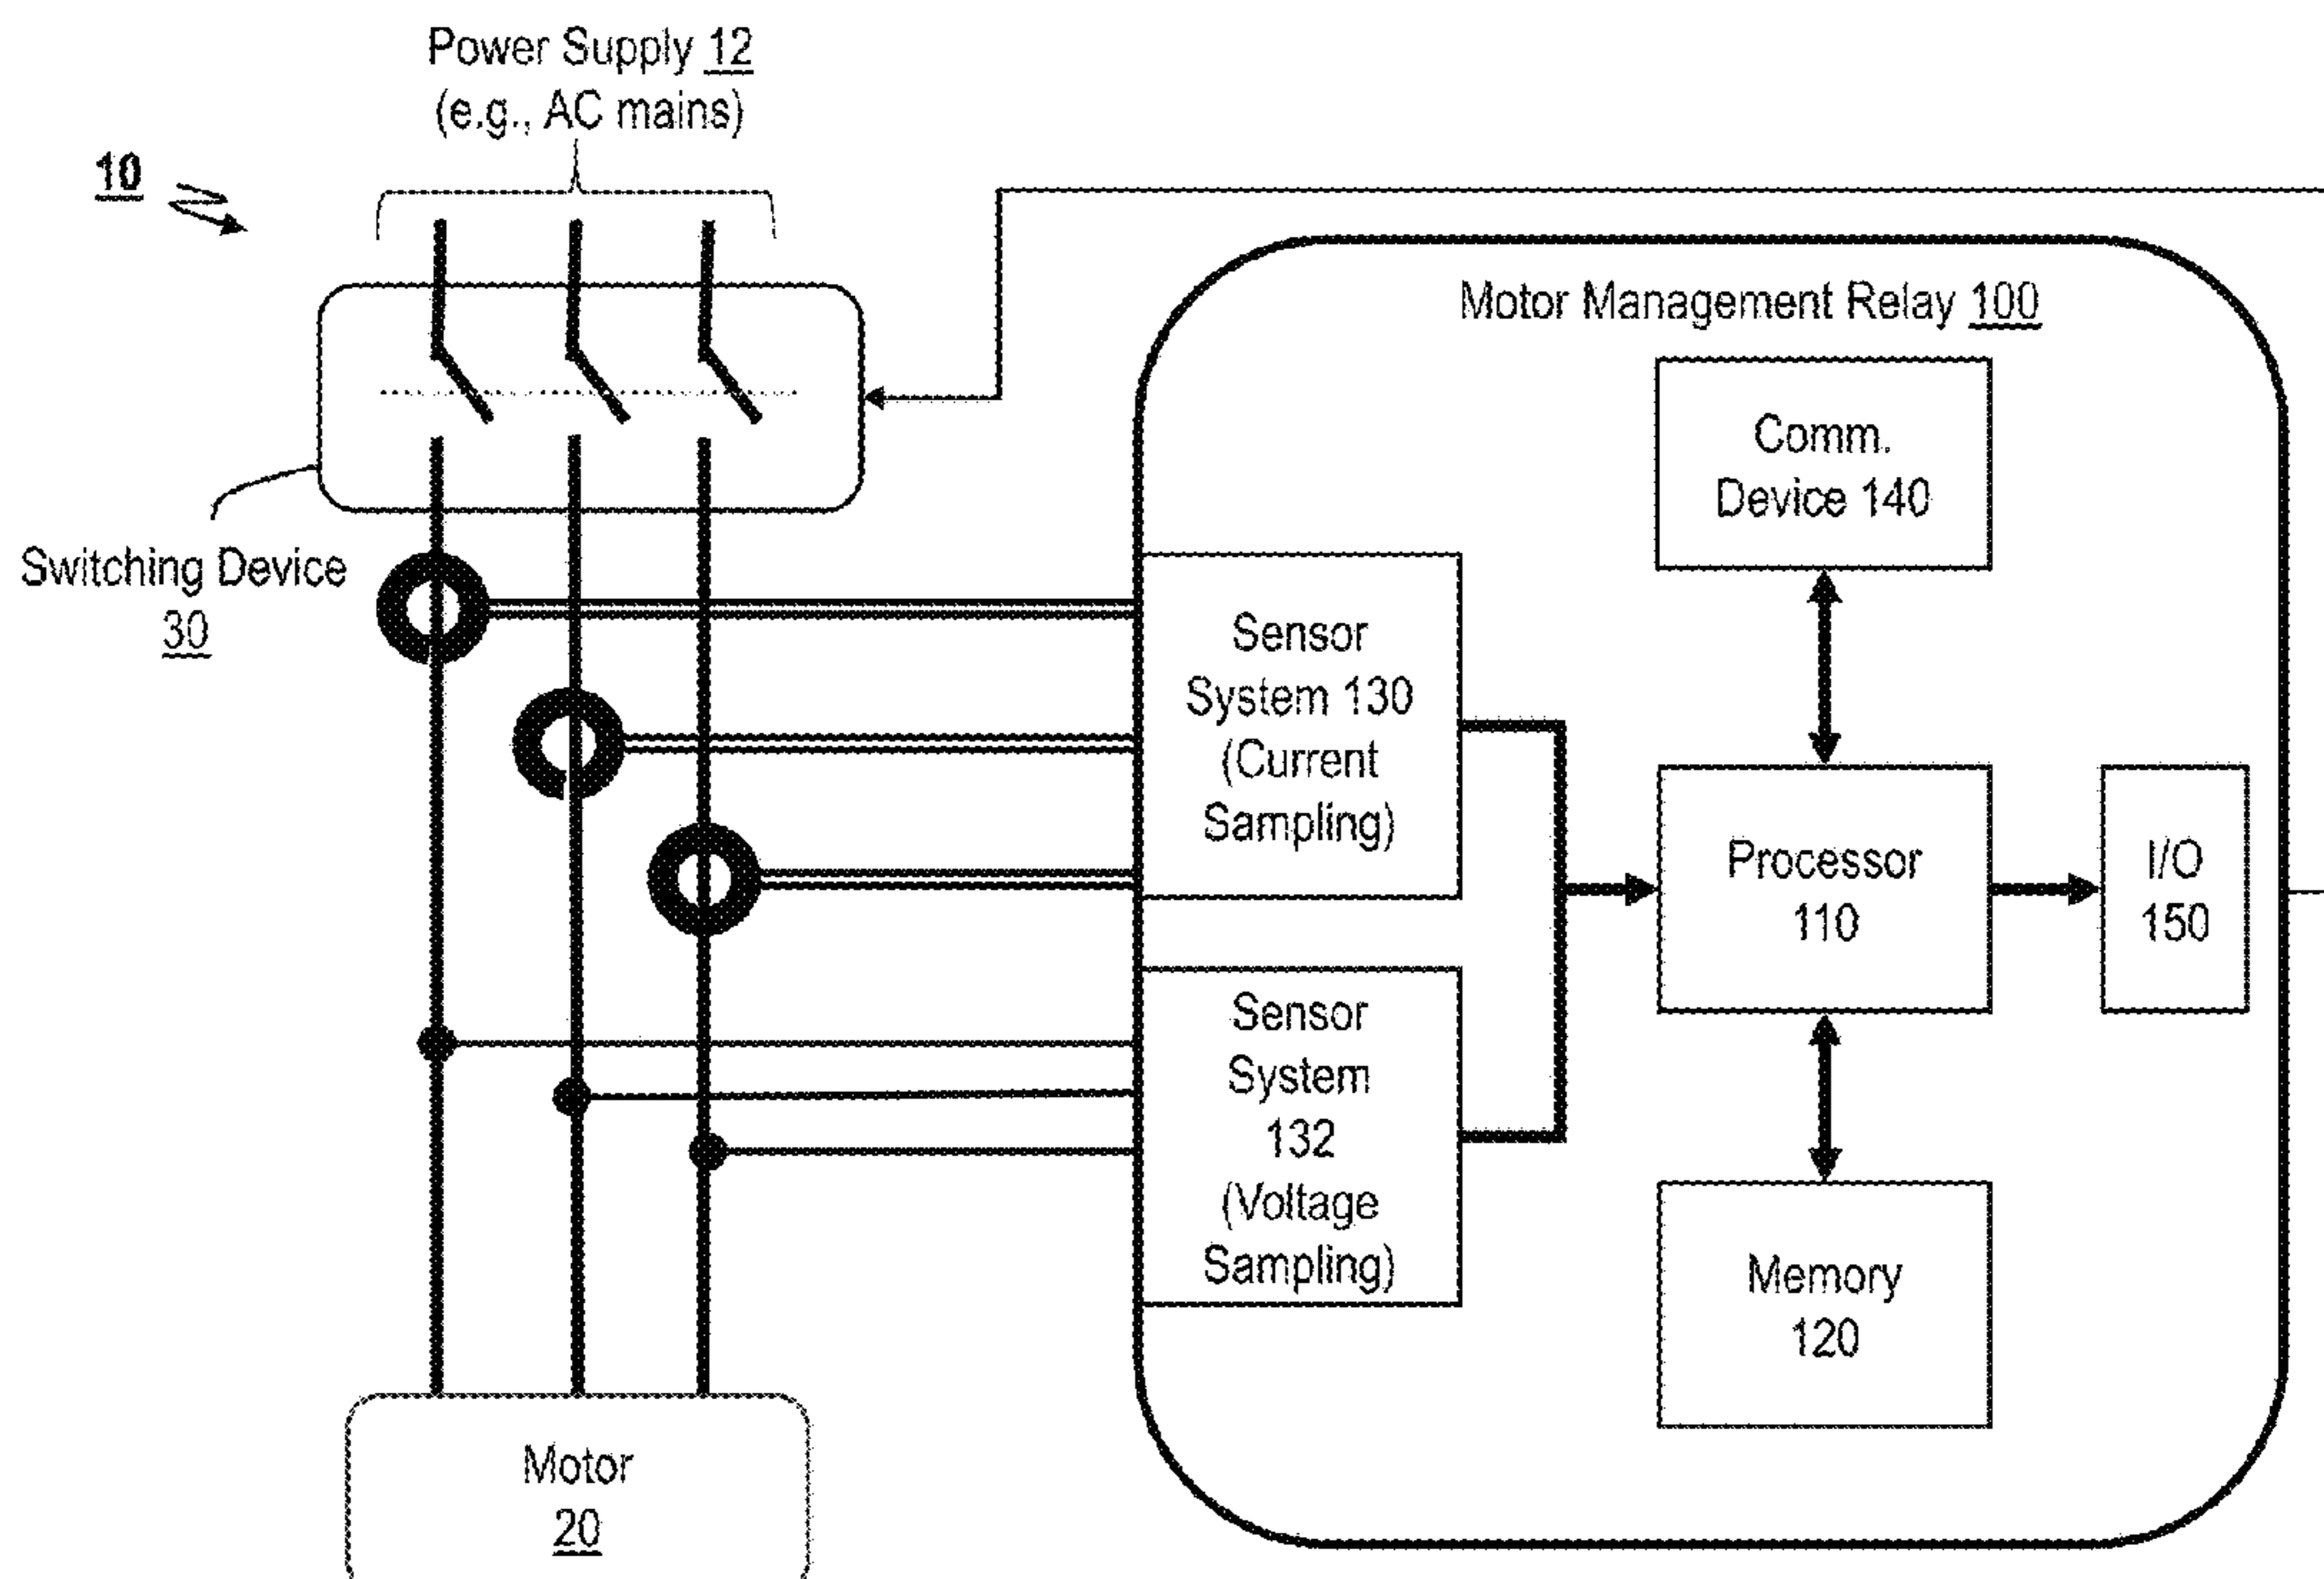 Power Supply 12
(e.g., AC mains)
10
Motor Management Relay 100
Comm.
Device 140
Switching Device
30
Sensor
System 130
(Current
Sampling)
Processor
110
I/O
150
Sensor
System
132
(Voltage
Sampling)
Memory
120
Motor
20